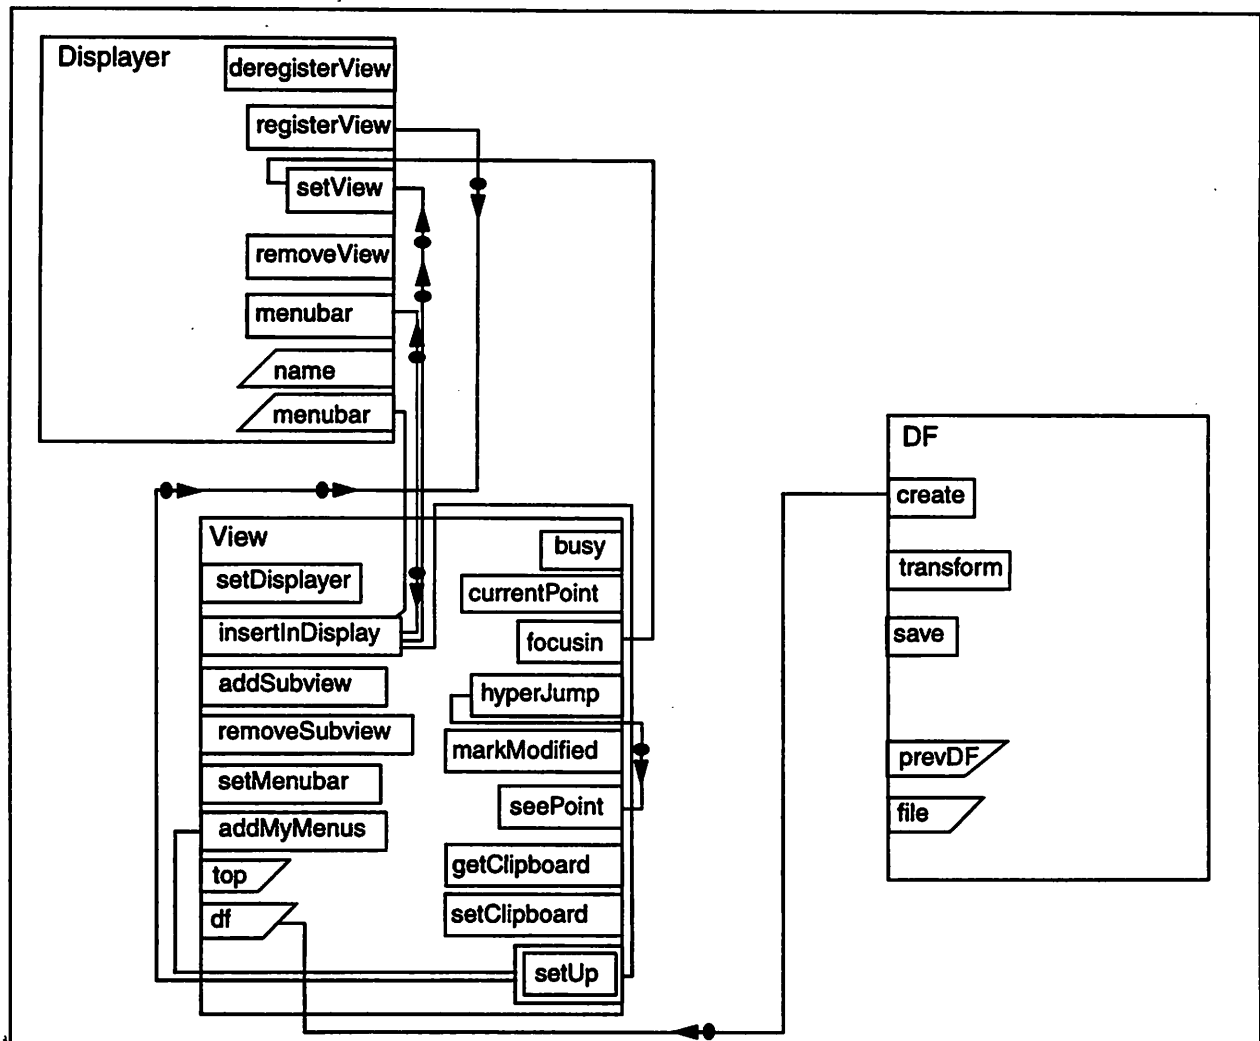 Displayer
deregisterView
registerView
setView
removeView
menubar
name
menubar
View
setDisplayer
insertInDisplay
addSubview
removeSubview
setMenubar
addMyMenus
top
df
busy
currentPoint
focusin
hyperJump
markModified
seePoint
getClipboard
setClipboard
setUp
DF
create
transform
save
prevDF
file